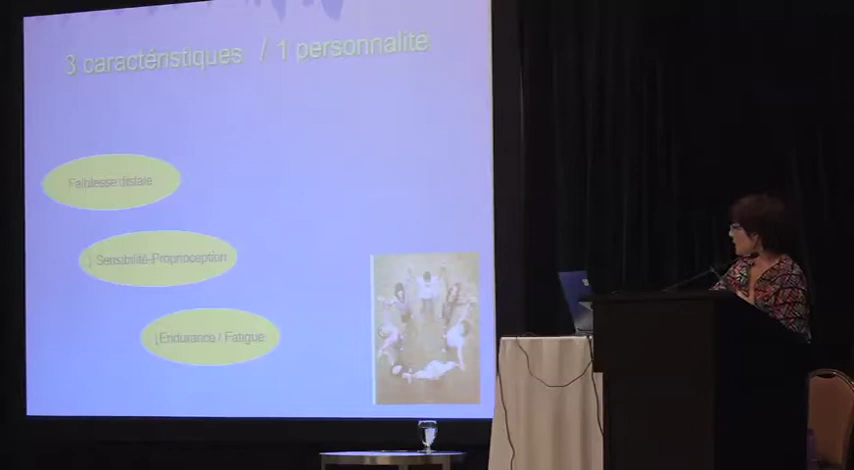 3 caractéristiques / 1 personnalité
Faiblesse distale
↓ Sensibilité-Proprioception
↓Endurance / Fatigue